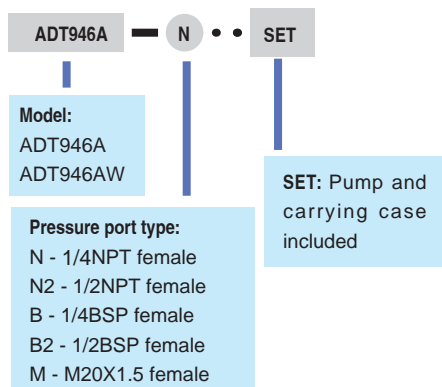 ADT946A — N • • SET
Model:
ADT946A
ADT946AW
Pressure port type:
N - 1/4NPT female
N2 - 1/2NPT female
B - 1/4BSP female
B2 - 1/2BSP female
M - M20X1.5 female
SET: Pump and
carrying case
included